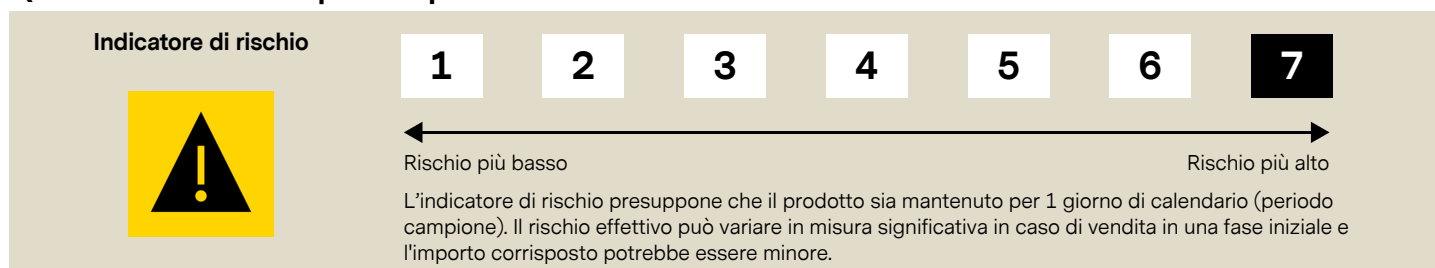 Indicatore di rischio
1 2 3 4 5 6 7
Rischio più basso Rischio più alto
L’indicatore di rischio presuppone che il prodotto sia mantenuto per 1 giorno di calendario (periodo
campione). Il rischio effettivo può variare in misura significativa in caso di vendita in una fase iniziale e
l'importo corrisposto potrebbe essere minore.